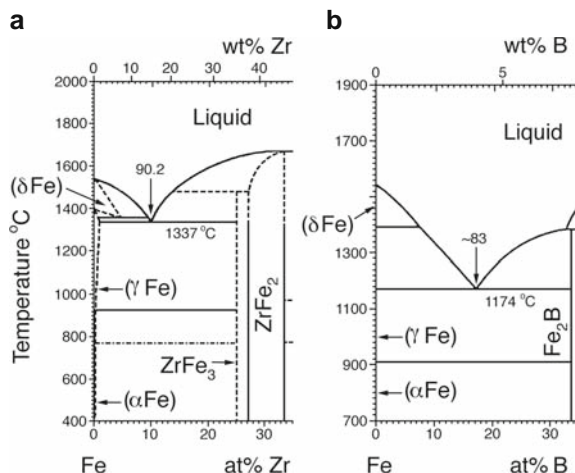 a
wt% Zr
0 10 20 30 40
2000
1800
1600
1400
1200
1000
800
600
400
Temperature °C
Liquid
90.2
(δFe)
1337 °C
(γ Fe)
ZrFe2
ZrFe3
(αFe)
0 10 20 30
Fe at% Zr
b
wt% B
0 5
1900
1700
1500
1300
1100
900
700
Liquid
(δFe)
~83
1174 °C
(γ Fe)
Fe2B
(αFe)
0 10 20 30
Fe at% B